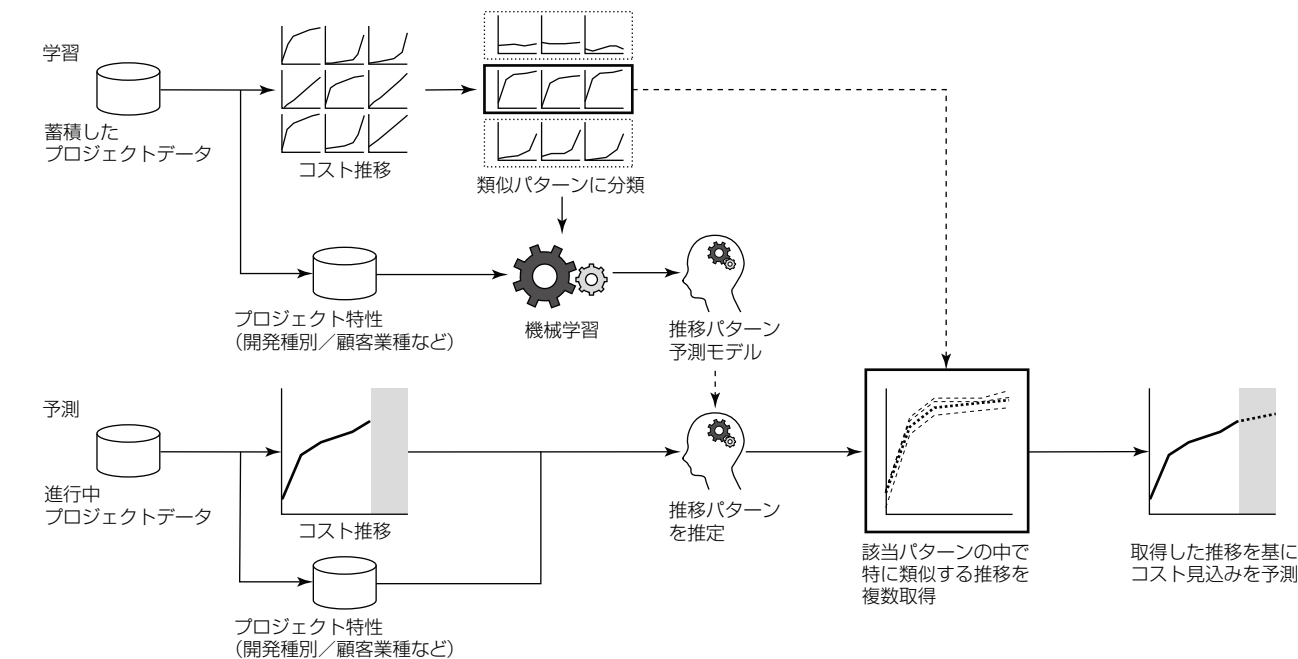 学習
蓄積した
プロジェクトデータ
コスト推移
類似パターンに分類
プロジェクト特性
（開発種別／顧客業種など）
機械学習
推移パターン
予測モデル
予測
進行中
プロジェクトデータ
コスト推移
プロジェクト特性
（開発種別／顧客業種など）
推移パターン
を推定
該当パターンの中で
特に類似する推移を
複数取得
取得した推移を基に
コスト見込みを予測